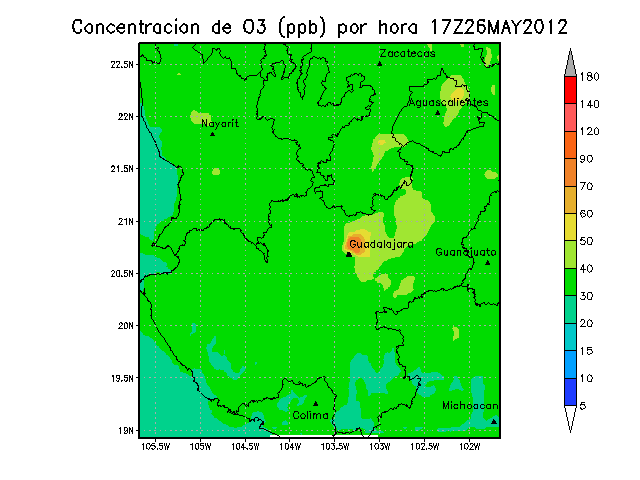 Concentracion de O3 (ppb) por hora 17Z26MAY2012
22.5N
22N
21.5N
21N
20.5N
20N
19.5N
19N
105.5W
105W
104.5W
104W
103.5W
103W
102.5W
102W
Zacatecas
Aguascalientes
Nayarit
Guadalajara
Guanajuato
Michoacan
Colima
180
140
120
90
70
60
50
40
30
20
15
10
5